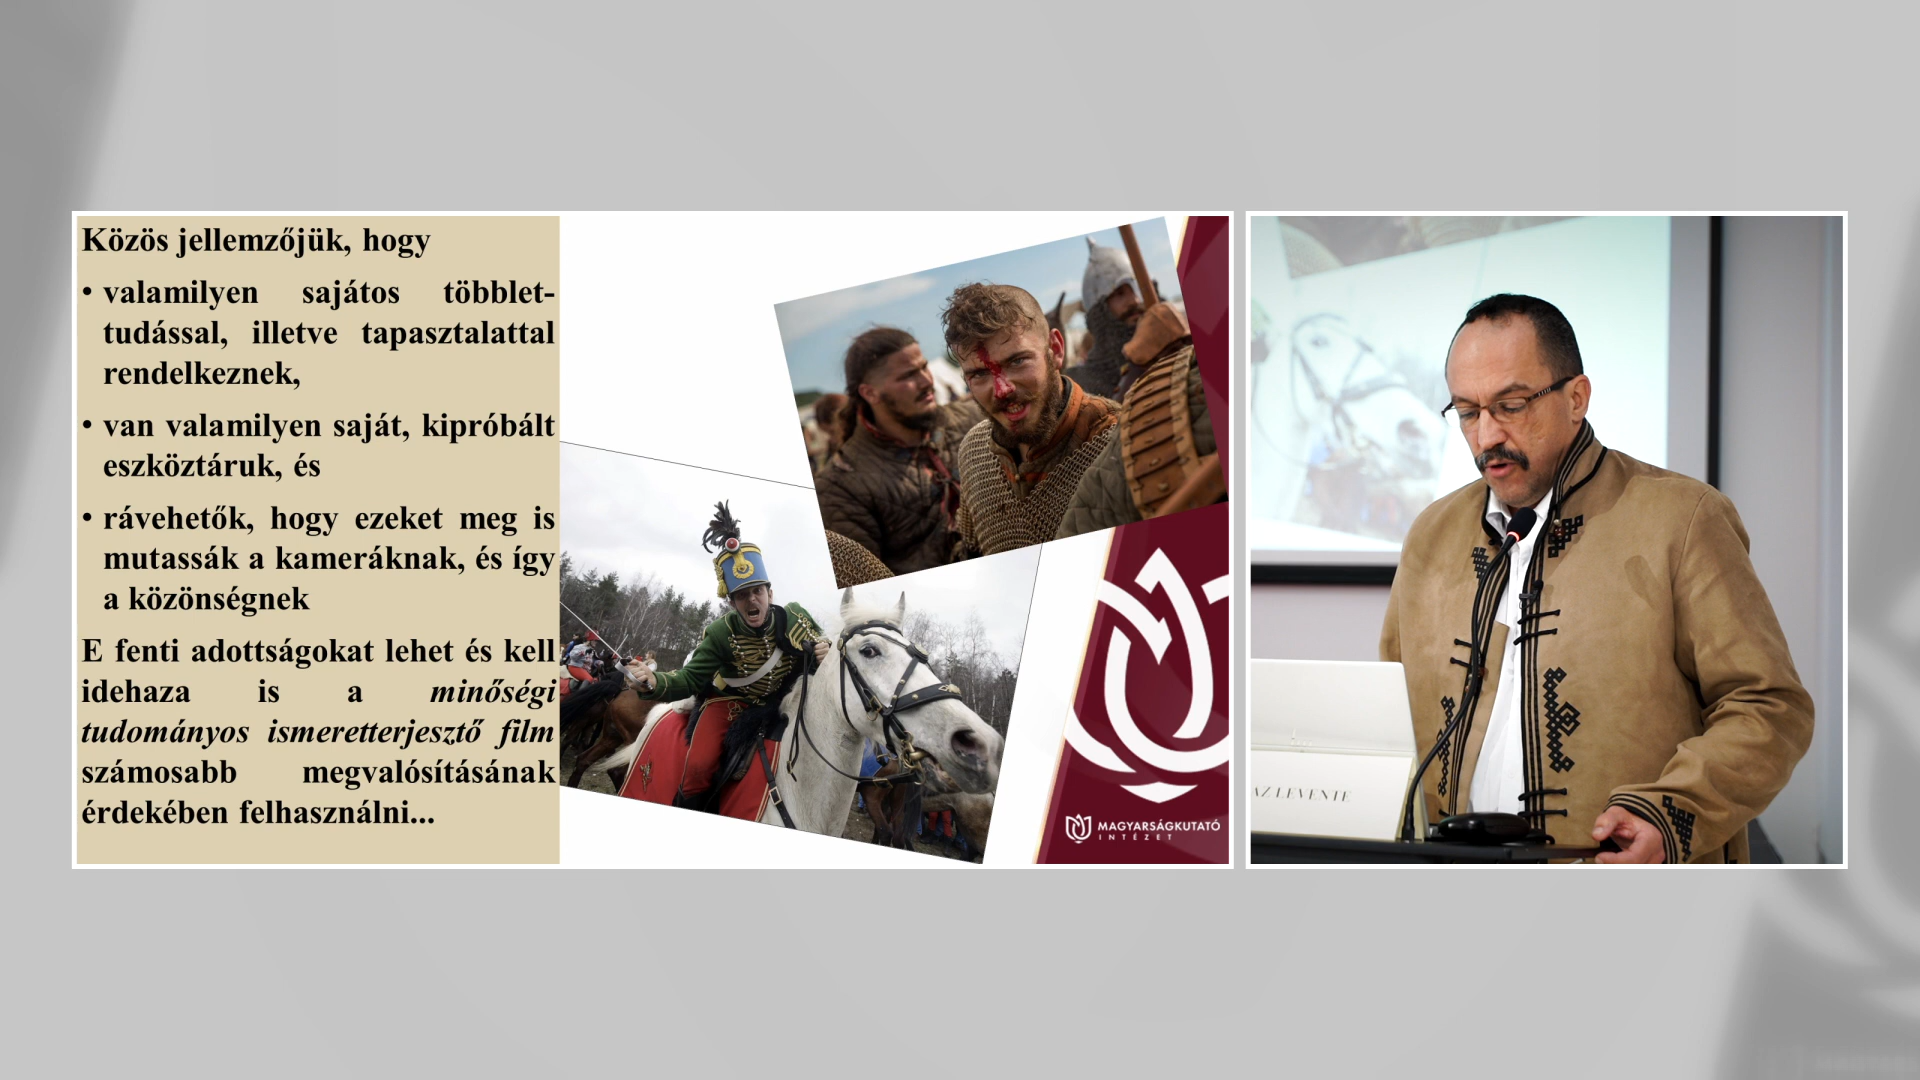 Közös jellemzőjük, hogy
• valamilyen sajátos többlet-
tudással, illetve tapasztalattal
rendelkeznek,
• van valamilyen saját, kipróbált
eszköztáruk, és
• rávehetők, hogy ezeket meg is
mutassák a kameráknak, és így
a közönségnek
E fenti adottságokat lehet és kell
idehaza is a minőségi
tudományos ismeretterjesztő film
számosabb megvalósításának
érdekében felhasználni...
MAGYARSÁGKUTATÓ
INTÉZET
LEVENTE